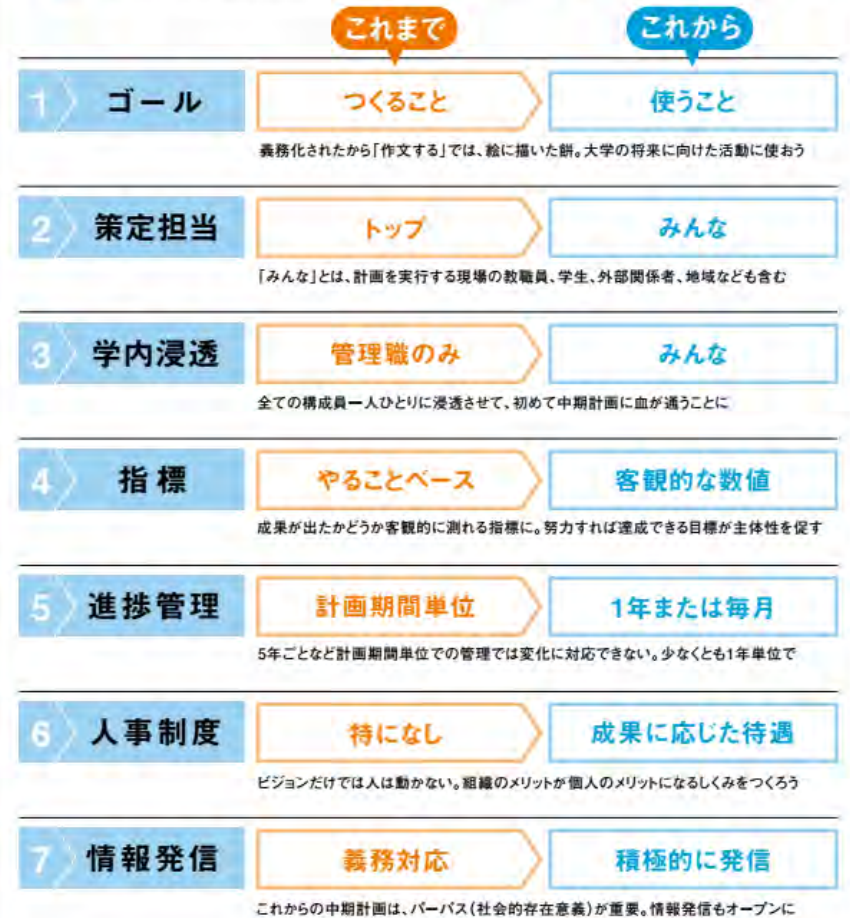 これまで これから
1 ゴール つくること 使うこと
義務化されたから「作文する」では、絵に描いた餅。大学の将来に向けた活動に使おう
2 策定担当 トップ みんな
「みんな」とは、計画を実行する現場の教職員、学生、外部関係者、地域なども含む
3 学内浸透 管理職のみ みんな
全ての構成員一人ひとりに浸透させて、初めて中期計画に血が通うことに
4 指標 やることベース 客観的な数値
成果が出たかどうか客観的に測れる指標に。努力すれば達成できる目標が主体性を促す
5 進捗管理 計画期間単位 1年または毎月
5年ごとなど計画期間単位での管理では変化に対応できない。少なくとも1年単位で
6 人事制度 特になし 成果に応じた待遇
ビジョンだけでは人は動かない。組織のメリットが個人のメリットになるしくみをつくろう
7 情報発信 義務対応 積極的に発信
これからの中期計画は、パーパス(社会的存在意義)が重要。情報発信もオープンに